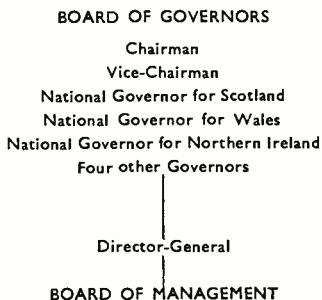 BOARD OF GOVERNORS
Chairman
Vice-Chairman
National Governor for Scotland
National Governor for Wales
National Governor for Northern Ireland
Four other Governors
Director-General
BOARD OF MANAGEMENT